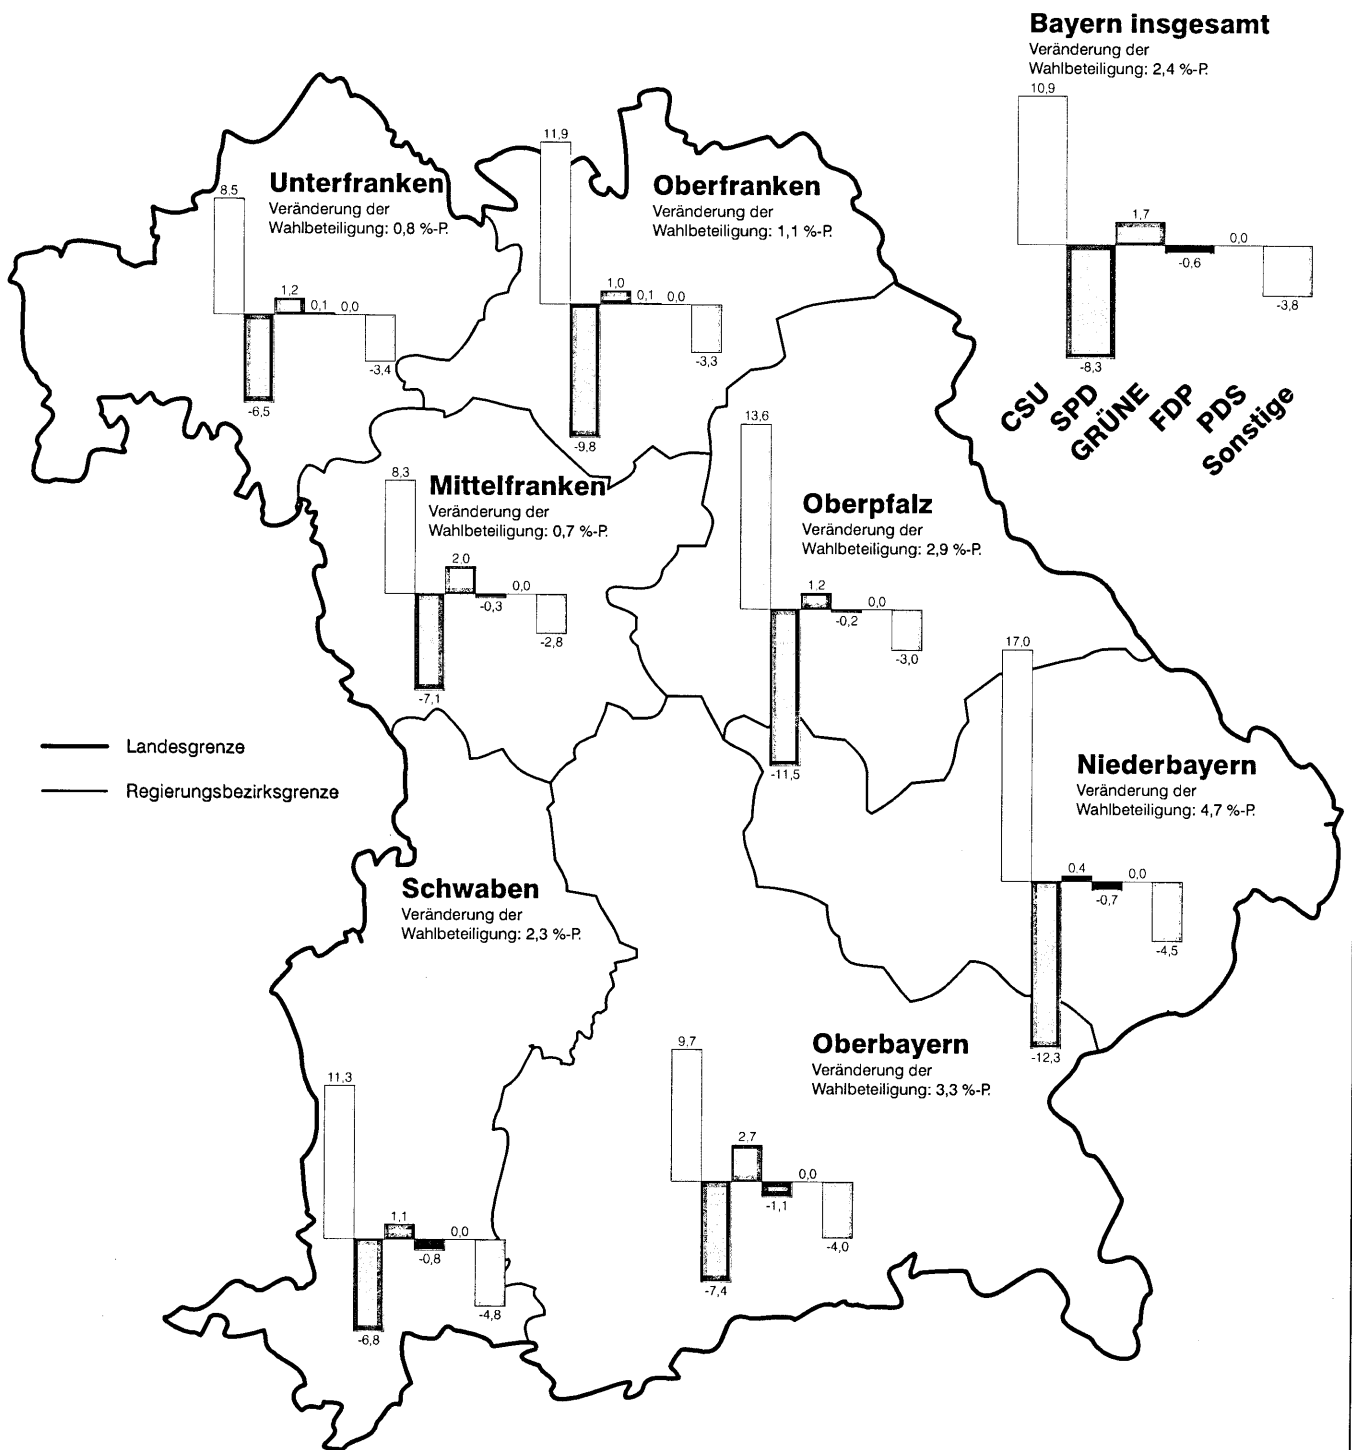 Bayern insgesamt
Veränderung der
Wahlbeteiligung: 2,4 %-P.
10,9
1,7
0,0
-0,6
-3,8
-8,3
CSU
SPD
GRÜNE
FDP
PDS
Sonstige
Unterfranken
Veränderung der
Wahlbeteiligung: 0,8 %-P.
8,5
1,2
0,1
0,0
-3,4
-6,5
Oberfranken
Veränderung der
Wahlbeteiligung: 1,1 %-P.
11,9
1,0
0,1
0,0
-3,3
-9,8
Mittelfranken
Veränderung der
Wahlbeteiligung: 0,7 %-P.
8,3
2,0
0,0
-0,3
-2,8
-7,1
Oberpfalz
Veränderung der
Wahlbeteiligung: 2,9 %-P.
13,6
1,2
0,0
-0,2
-3,0
-11,5
Landesgrenze
Regierungsbezirksgrenze
Niederbayern
Veränderung der
Wahlbeteiligung: 4,7 %-P.
17,0
0,4
0,0
-0,7
-4,5
-12,3
Schwaben
Veränderung der
Wahlbeteiligung: 2,3 %-P.
11,3
1,1
0,0
-0,8
-4,8
-6,8
Oberbayern
Veränderung der
Wahlbeteiligung: 3,3 %-P.
9,7
2,7
0,0
-1,1
-4,0
-7,4